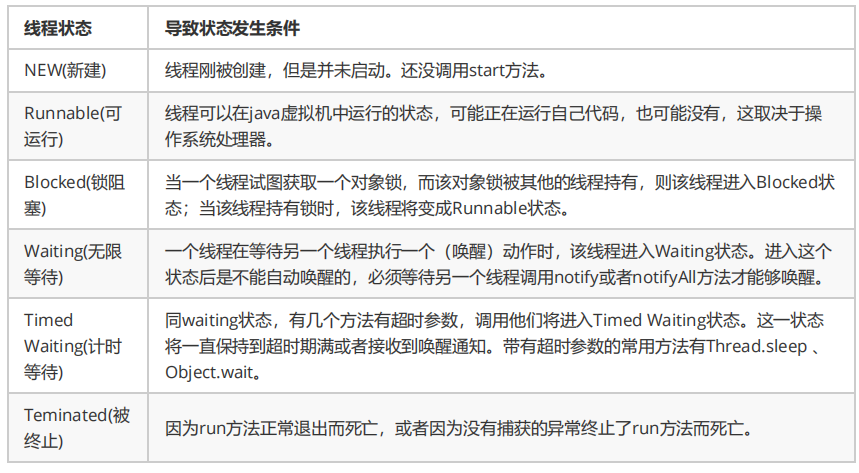 线程状态
导致状态发生条件
NEW(新建)
线程刚被创建，但是并未启动。还没调用start方法。
Runnable(可
运行)
线程可以在java虚拟机中运行的状态，可能正在运行自己代码，也可能没有，这取决于操
作系统处理器。
Blocked(锁阻
塞)
当一个线程试图获取一个对象锁，而该对象锁被其他的线程持有，则该线程进入Blocked状
态；当该线程持有锁时，该线程将变成Runnable状态。
Waiting(无限
等待)
一个线程在等待另一个线程执行一个（唤醒）动作时，该线程进入Waiting状态。进入这个
状态后是不能自动唤醒的，必须等待另一个线程调用notify或者notifyAll方法才能够唤醒。
Timed
Waiting(计时
等待)
同waiting状态，有几个方法有超时参数，调用他们将进入Timed Waiting状态。这一状态
将一直保持到超时期满或者接收到唤醒通知。带有超时参数的常用方法有Thread.sleep 、
Object.wait。
Teminated(被
终止)
因为run方法正常退出而死亡，或者因为没有捕获的异常终止了run方法而死亡。